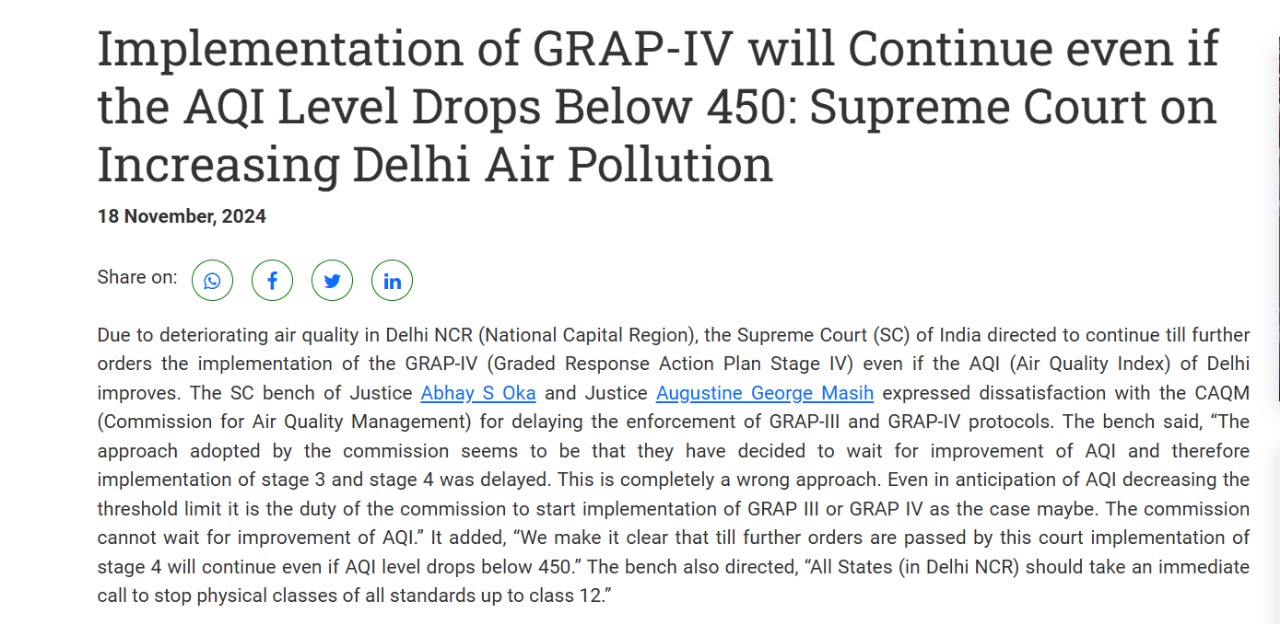 Implementation of GRAP-IV will Continue even if
the AQI Level Drops Below 450: Supreme Court on
Increasing Delhi Air Pollution
18 November, 2024
Share on:
Due to deteriorating air quality in Delhi NCR (National Capital Region), the Supreme Court (SC) of India directed to continue till further
orders the implementation of the GRAP-IV (Graded Response Action Plan Stage IV) even if the AQI (Air Quality Index) of Delhi
improves. The SC bench of Justice Abhay S Oka and Justice Augustine George Masih expressed dissatisfaction with the CAQM
(Commission for Air Quality Management) for delaying the enforcement of GRAP-III and GRAP-IV protocols. The bench said, “The
approach adopted by the commission seems to be that they have decided to wait for improvement of AQI and therefore
implementation of stage 3 and stage 4 was delayed. This is completely a wrong approach. Even in anticipation of AQI decreasing the
threshold limit it is the duty of the commission to start implementation of GRAP III or GRAP IV as the case maybe. The commission
cannot wait for improvement of AQI.” It added, “We make it clear that till further orders are passed by this court implementation of
stage 4 will continue even if AQI level drops below 450.” The bench also directed, “All States (in Delhi NCR) should take an immediate
call to stop physical classes of all standards up to class 12.”